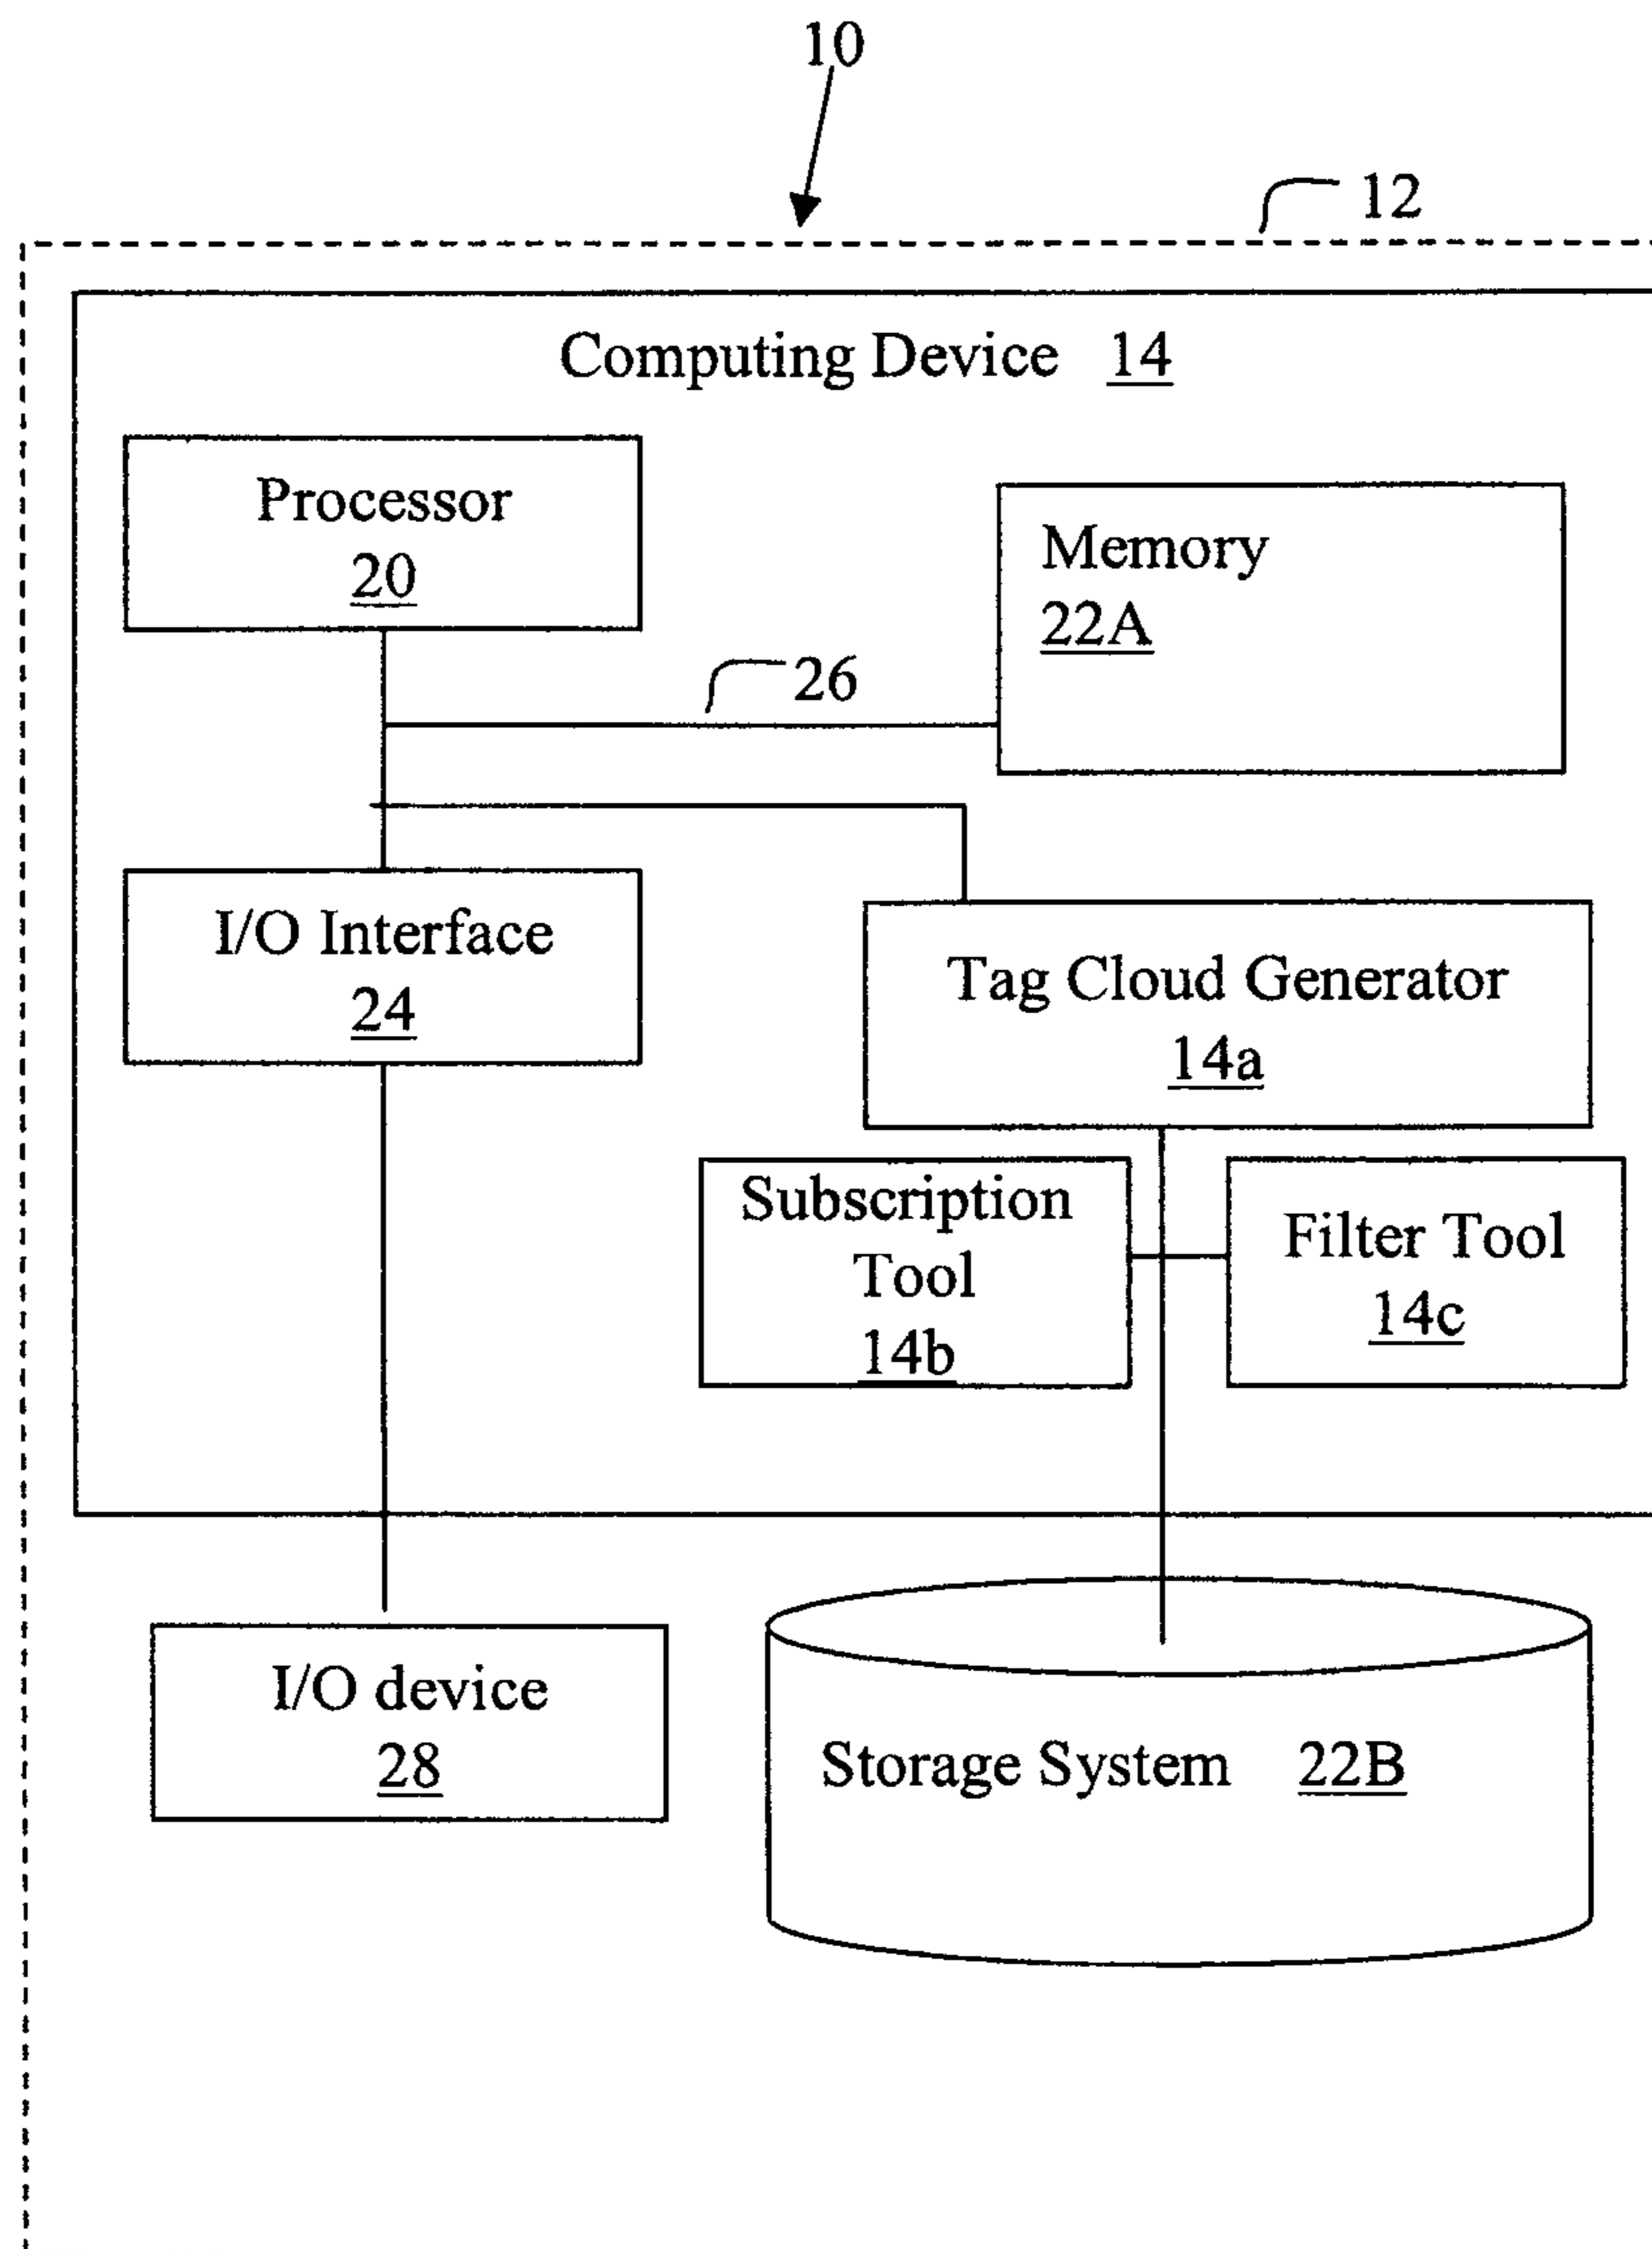 10
12
Computing Device 14
Processor
20
Memory
22A
26
I/O Interface
24
Tag Cloud Generator
14a
Subscription
Tool
14b
Filter Tool
14c
I/O device
28
Storage System 22B